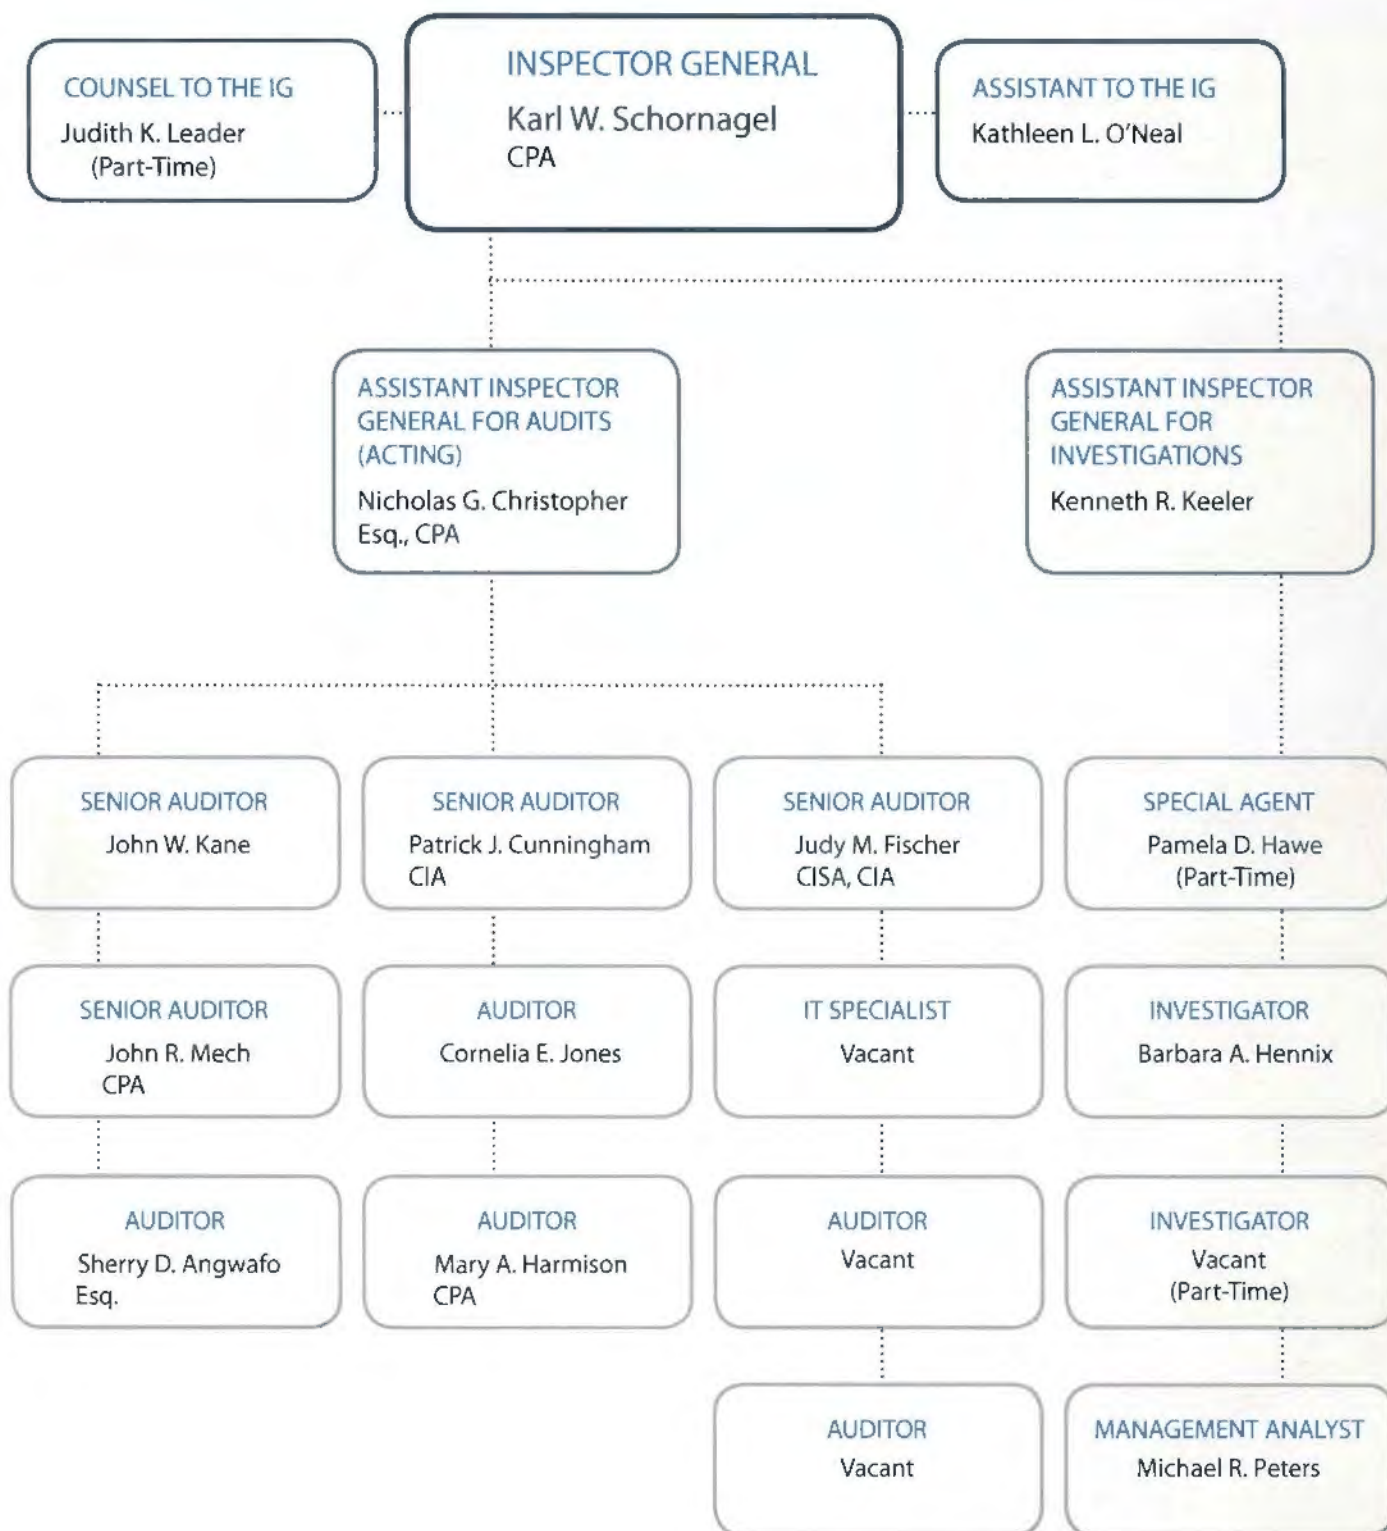 COUNSEL TO THE IG
Judith K. Leader
(Part-Time)
INSPECTOR GENERAL
Karl W. Schornagel
CPA
ASSISTANT TO THE IG
Kathleen L. O'Neal
ASSISTANT INSPECTOR
GENERAL FOR AUDITS
(ACTING)
Nicholas G. Christopher
Esq., CPA
ASSISTANT INSPECTOR
GENERAL FOR
INVESTIGATIONS
Kenneth R. Keeler
SENIOR AUDITOR
John W. Kane
SENIOR AUDITOR
Patrick J. Cunningham
CIA
SENIOR AUDITOR
Judy M. Fischer
CISA, CIA
SPECIAL AGENT
Pamela D. Hawe
(Part-Time)
SENIOR AUDITOR
John R. Mech
CPA
AUDITOR
Cornelia E. Jones
IT SPECIALIST
Vacant
INVESTIGATOR
Barbara A. Hennix
AUDITOR
Sherry D. Angwafo
Esq.
AUDITOR
Mary A. Harmison
CPA
AUDITOR
Vacant
INVESTIGATOR
Vacant
(Part-Time)
AUDITOR
Vacant
MANAGEMENT ANALYST
Michael R. Peters